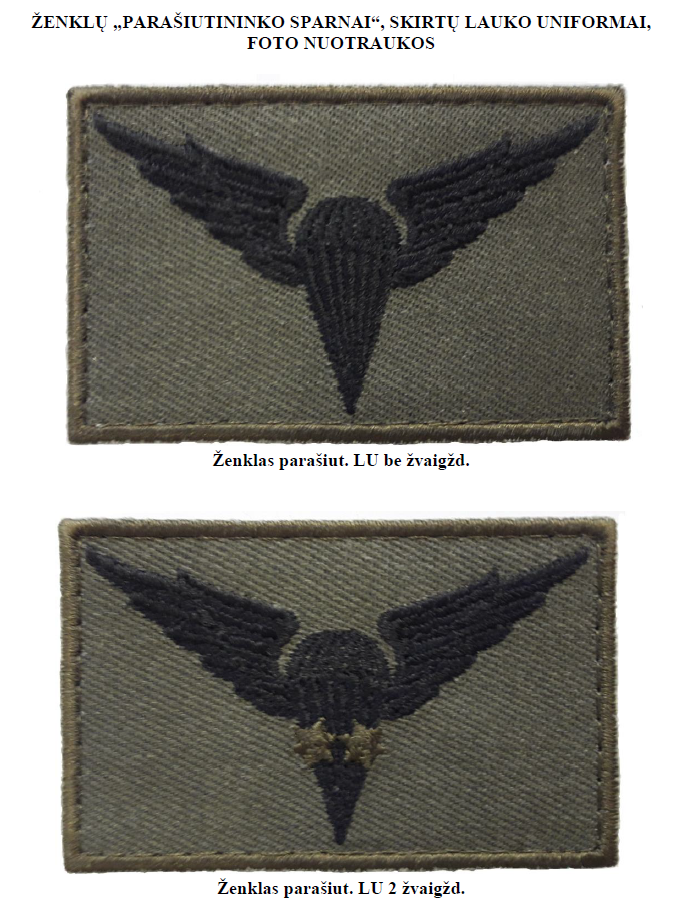 ŽENKLŲ „PARAŠIUTININKO SPARNAI“, SKIRTŲ LAUKO UNIFORMAI,
FOTO NUOTRAUKOS
Ženklas parašiut. LU be žvaigžd.
Ženklas parašiut. LU 2 žvaigžd.